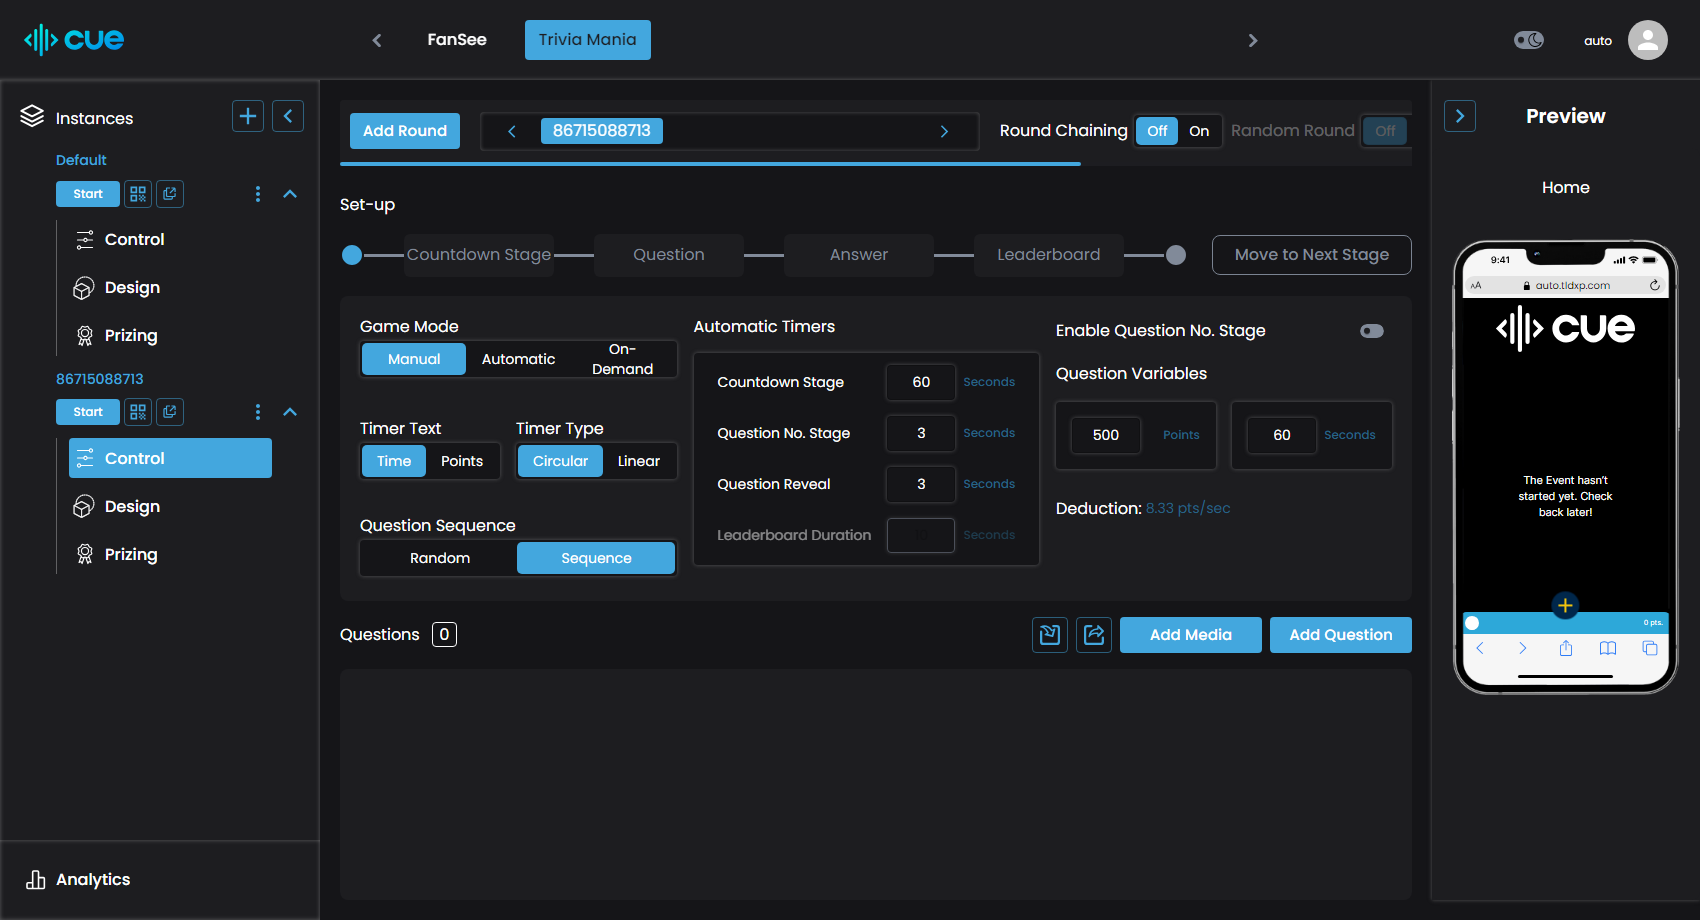 cue
FanSee
Trivia Mania
auto
Instances
Default
Start
Control
Design
Prizing
86715088713
Start
Control
Design
Prizing
Analytics
Add Round
86715088713
Round Chaining
Off
On
Random Round
Off
Set-up
Countdown Stage
Question
Answer
Leaderboard
Move to Next Stage
Game Mode
Manual
Automatic
On-
Demand
Timer Text
Time
Points
Timer Type
Circular
Linear
Question Sequence
Random
Sequence
Automatic Timers
Countdown Stage
60
Seconds
Question No. Stage
3
Seconds
Question Reveal
3
Seconds
Leaderboard Duration
Seconds
Enable Question No. Stage
Question Variables
500
Points
60
Seconds
Deduction: 8.33 pts/sec
Questions
0
Add Media
Add Question
Preview
Home
9:41
AA
auto.tldxp.com
cue
The Event hasn't
started yet. Check
back later!
0 pts.